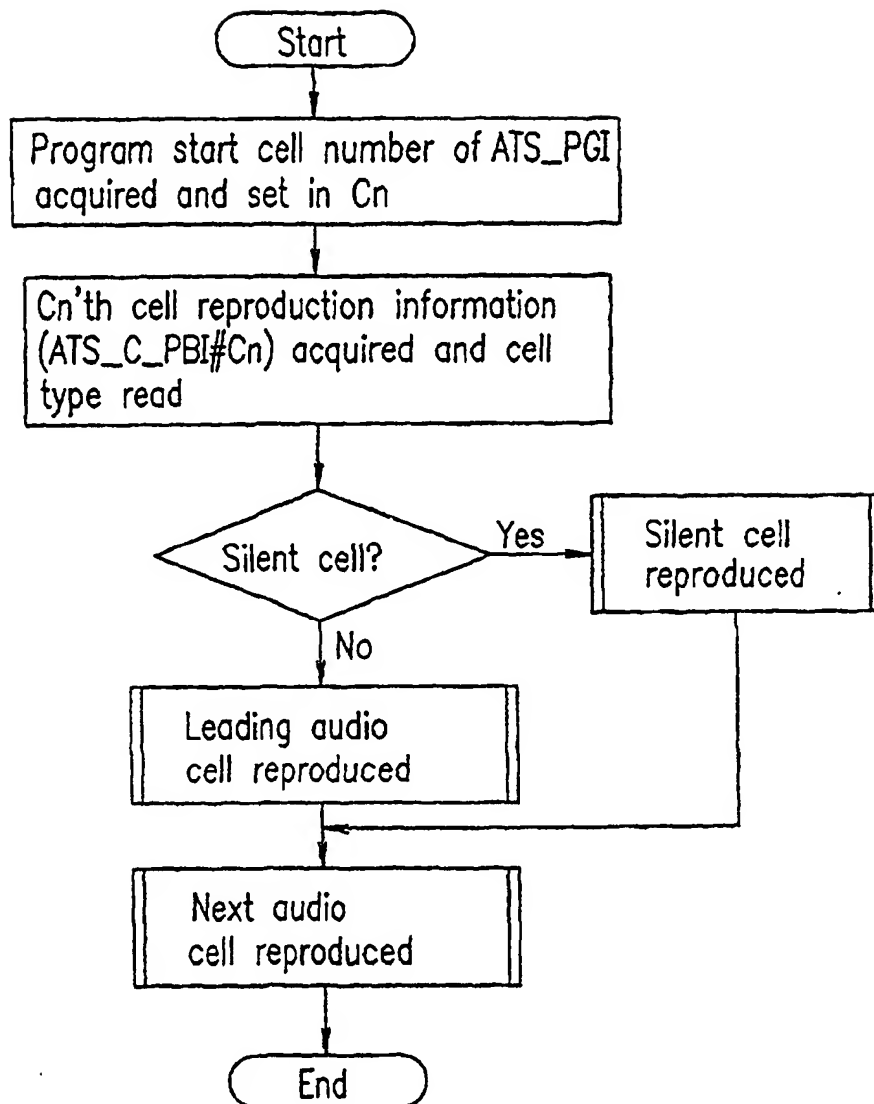 Start
Program start cell number of ATS_PGI
acquired and set in Cn
Cn'th cell reproduction information
(ATS_C_PBI#Cn) acquired and cell
type read
Silent cell?
Yes
Silent cell
reproduced
No
Leading audio
cell reproduced
Next audio
cell reproduced
End